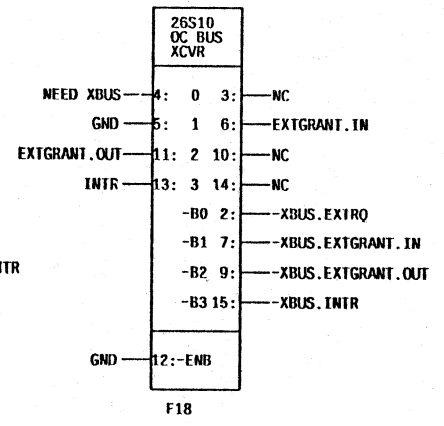 26S10
OC BUS
XCVR
NEED XBUS 4: 0 3: NC
GND 5: 1 6: EXTGRANT.IN
EXTGRANT.OUT 11: 2 10: NC
INTR 13: 3 14: NC
-B0 2: -XBUS.EXTRQ
-B1 7: -XBUS.EXTGRANT.IN
-B2 9: -XBUS.EXTGRANT.OUT
NTR
-B3 15: -XBUS.INTR
GND 12:-ENB
F18